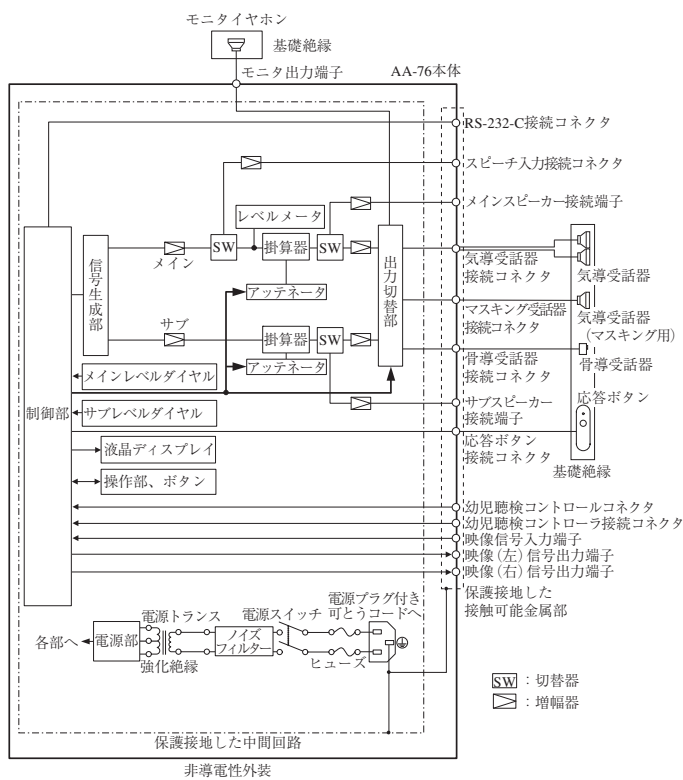 モニタイヤホン
基礎絶縁
モニタ出力端子
AA-76本体
RS-232-C接続コネクタ
スピーチ入力接続コネクタ
メインスピーカー接続端子
レベルメータ
SW
掛算器
SW
メイン
アッテネータ
信号生成部
出力切替部
気導受話器
接続コネクタ
気導受話器
マスキング受話器
接続コネクタ
気導受話器
(マスキング用)
サブ
掛算器
SW
アッテネータ
骨導受話器
接続コネクタ
骨導受話器
メインレベルダイヤル
制御部
サブレベルダイヤル
サブスピーカー
接続端子
応答ボタン
液晶ディスプレイ
応答ボタン
接続コネクタ
基礎絶縁
操作部、ボタン
幼児聴検コントロールコネクタ
幼児聴検コントローラ接続コネクタ
映像信号入力端子
映像(左)信号出力端子
映像(右)信号出力端子
保護接地した
接触可能金属部
電源トランス
電源スイッチ
電源プラグ付き
可とうコードへ
各部へ
電源部
ノイズ
フィルター
強化絶縁
ヒューズ
SW:切替器
:増幅器
保護接地した中間回路
非導電性外装